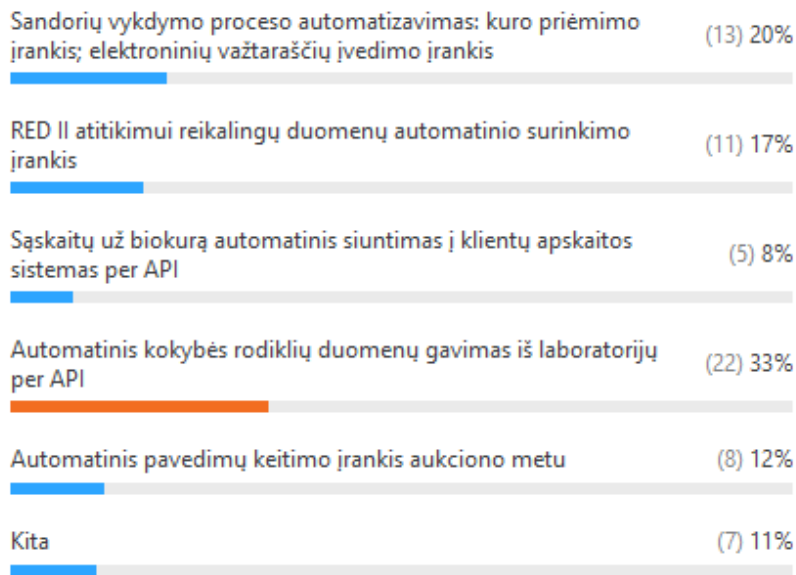 Sandorių vykdymo proceso automatizavimas: kuro priėmimo
įrankis; elektroninių važtaraščių įvedimo įrankis
(13) 20%
RED II atitikimui reikalingų duomenų automatinio surinkimo
įrankis
(11) 17%
Sąskaitų už biokurą automatinis siuntimas į klientų apskaitos
sistemas per API
(5) 8%
Automatinis kokybės rodiklių duomenų gavimas iš laboratorijų
per API
(22) 33%
Automatinis pavedimų keitimo įrankis aukciono metu
(8) 12%
Kita
(7) 11%